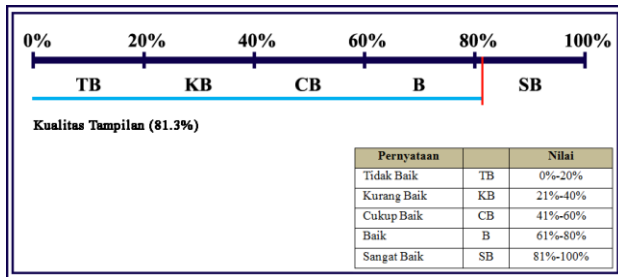 0% 20% 40% 60% 80% 100%
TB KB CB B SB
Kualitas Tampilan (81.3%)
Pernyataan Nilai
Tidak Baik TB 0%-20%
Kurang Baik KB 21%-40%
Cukup Baik CB 41%-60%
Baik B 61%-80%
Sangat Baik SB 81%-100%